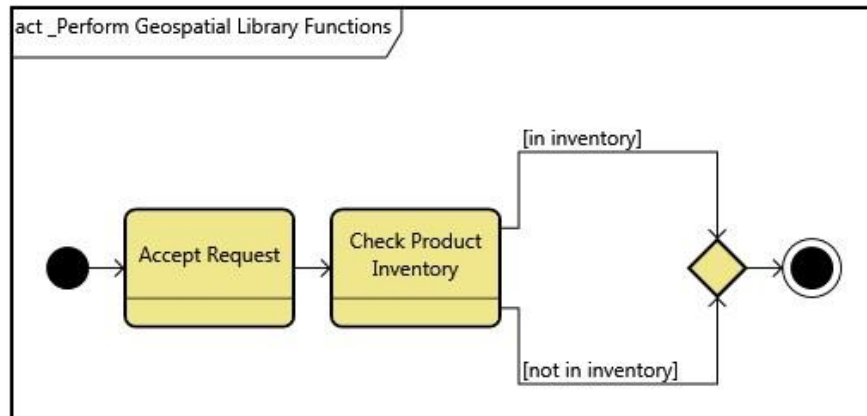 act _Perform Geospatial Library Functions
[in inventory]
Accept Request
Check Product
Inventory
[not in inventory]